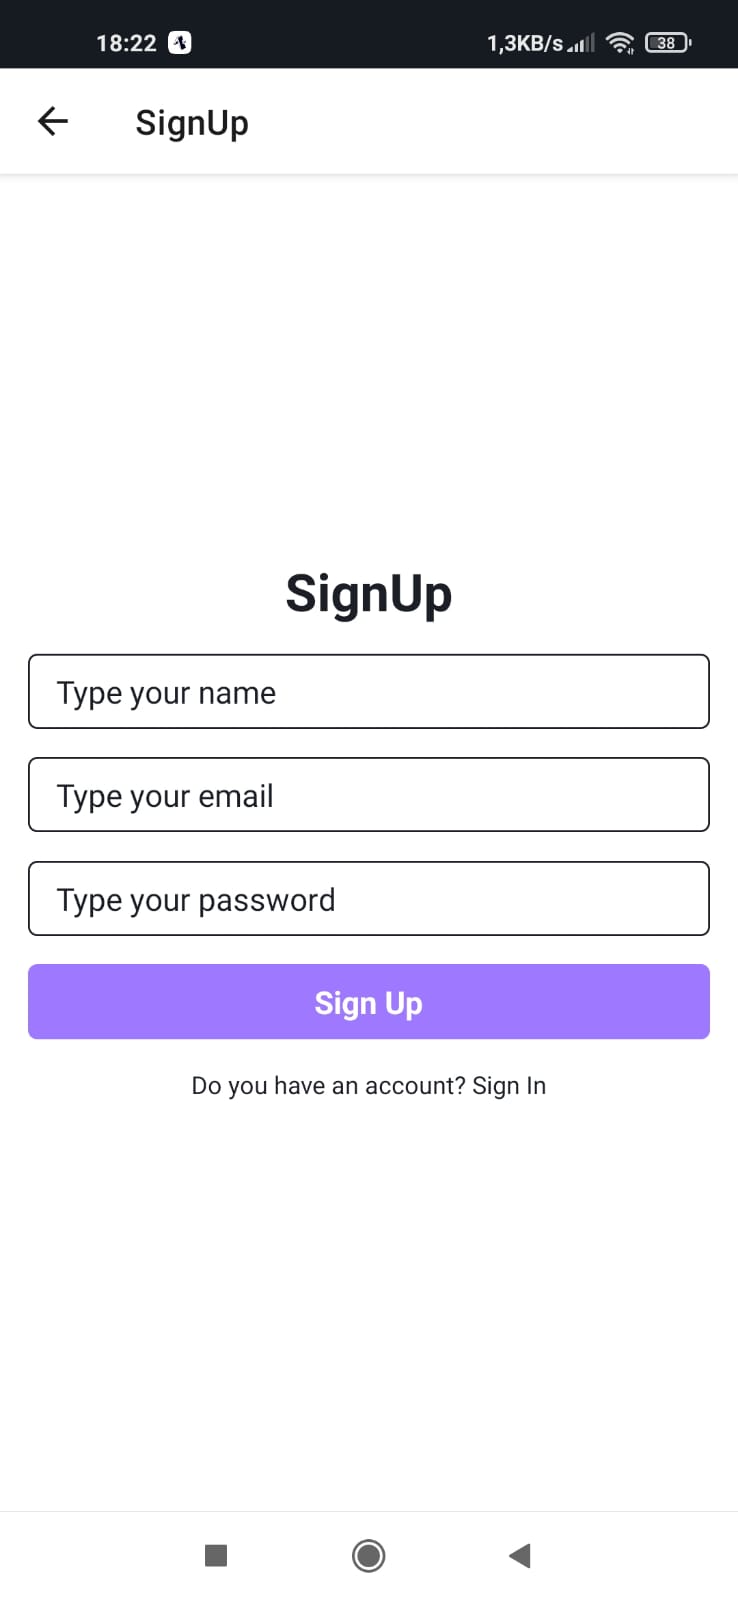 18:22 1,3KB/s 38
SignUp
SignUp
Type your name
Type your email
Type your password
Sign Up
Do you have an account? Sign In